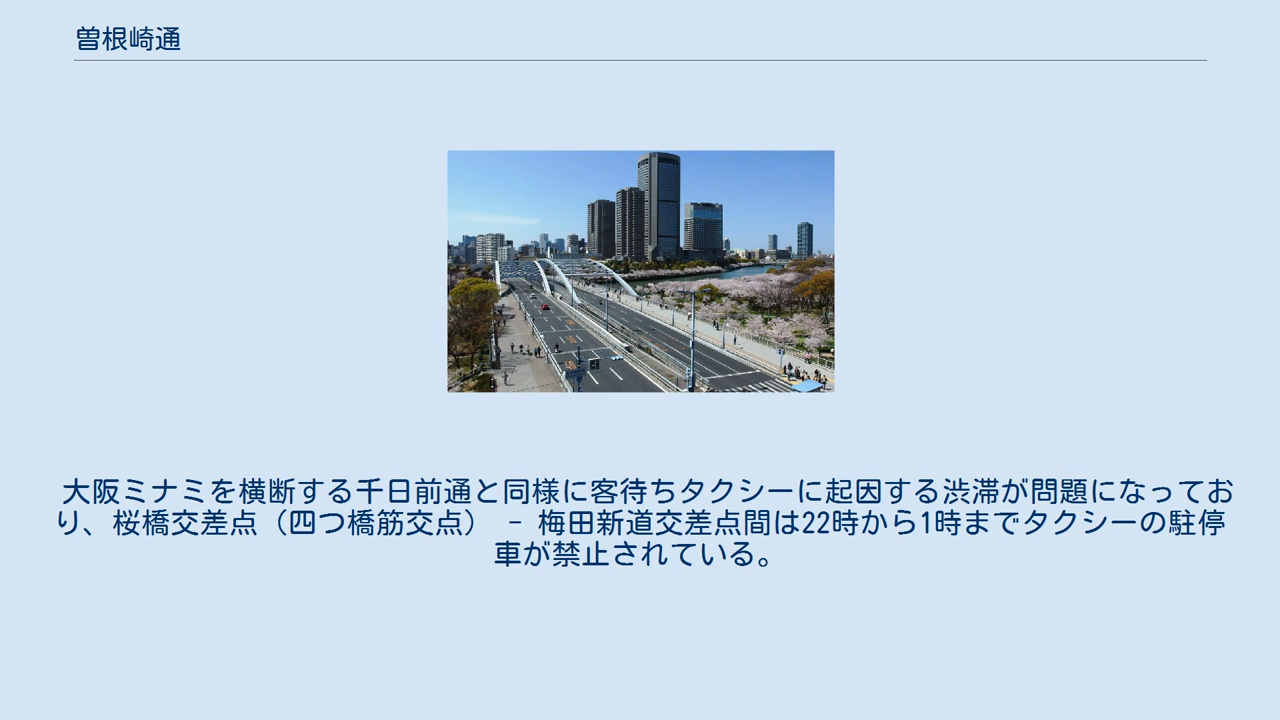 曽根崎通
大阪ミナミを横断する千日前通と同様に客待ちタクシーに起因する渋滞が問題になってお
り、桜橋交差点（四つ橋筋交点） - 梅田新道交差点間は22時から1時までタクシーの駐停
車が禁止されている。